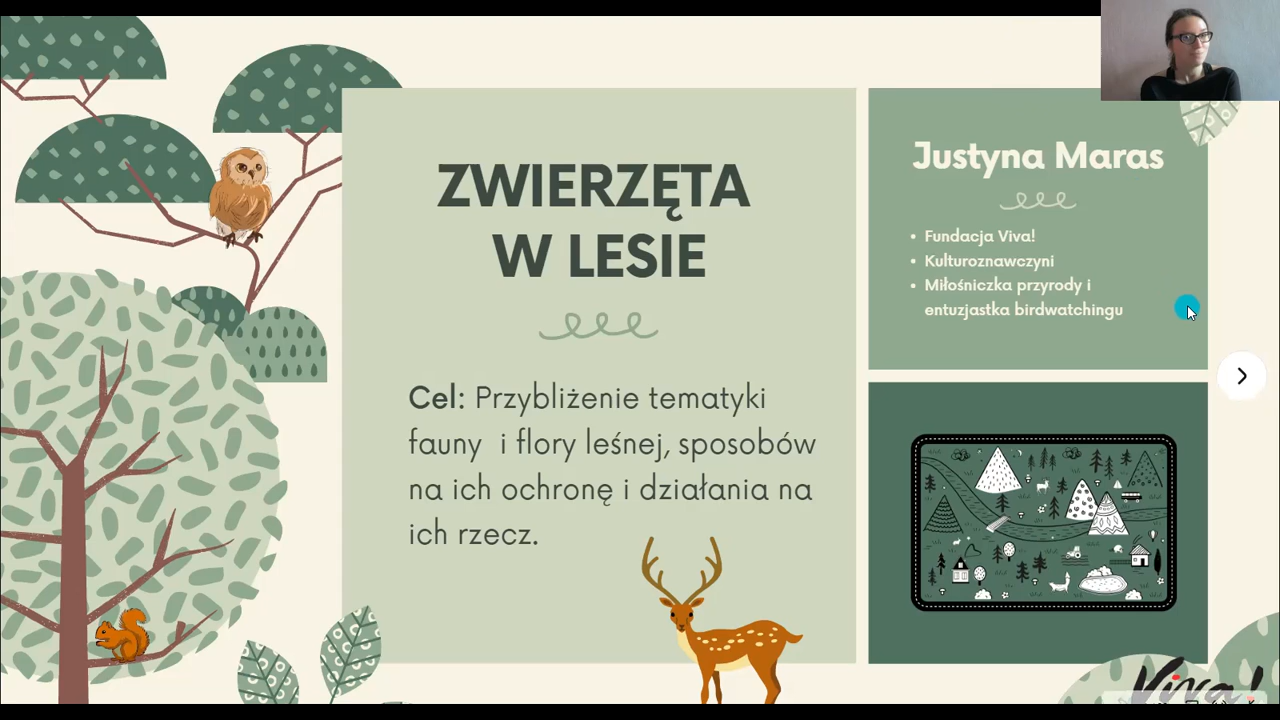 ZWIERZĘTA
W LESIE
Cel: Przybliżenie tematyki
fauny i flory leśnej, sposobów
na ich ochronę i działania na
ich rzecz.
Justyna Maras
• Fundacja Viva!
• Kulturoznawczyni
• Miłośniczka przyrody i
entuzjastka birdwatchingu
Viva!